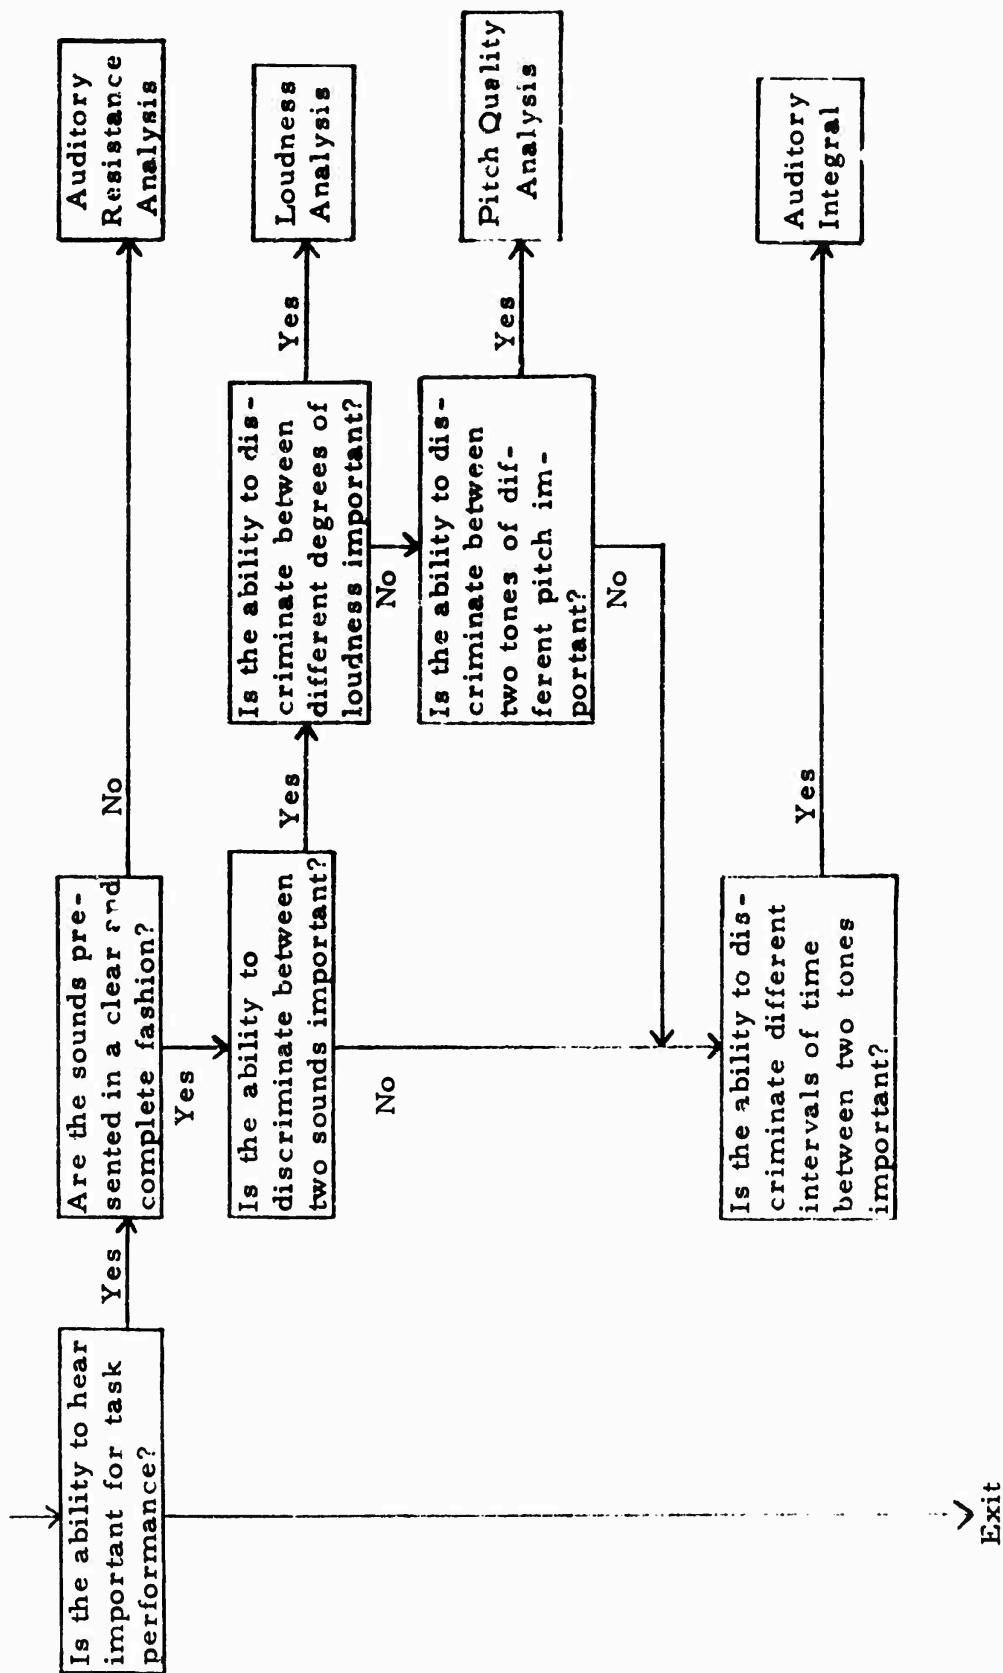 Is the ability to hear
important for task
performance?
Yes
Are the sounds pre-
sented in a clear and
complete fashion?
No
Auditory
Resistance
Analysis
Yes
Is the ability to
discriminate between
two sounds important?
Yes
Is the ability to dis-
criminate between
different degrees of
loudness important?
Yes
Loudness
Analysis
No
Is the ability to dis-
criminate between
two tones of dif-
ferent pitch im-
portant?
Yes
Pitch Quality
Analysis
No
No
Is the ability to dis-
criminate different
intervals of time
between two tones
important?
Yes
Auditory
Integral
Exit